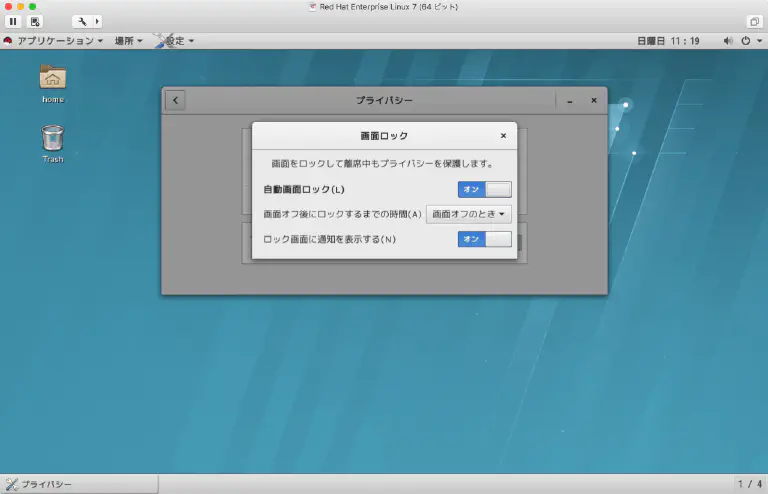 Red Hat Enterprise Linux 7 (64 ビット)
アプリケーション 場所 設定 日曜日 11:19
home
Trash
プライバシー
画面ロック
画面をロックして離席中もプライバシーを保護します。
自動画面ロック(L) オン
画面オフ後にロックするまでの時間(A) 画面オフのとき
ロック画面に通知を表示する(N) オン
プライバシー 1 / 4